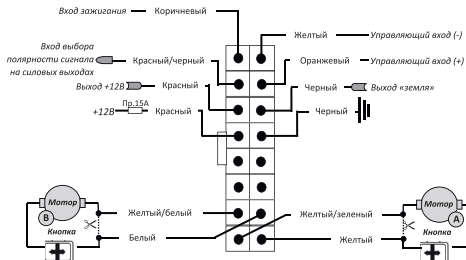 Вход зажигания — Коричневый
Желтый — Управляющий вход (-)
Вход выбора
полярности сигнала
на силовых выходах
Красный/черный
Оранжевый — Управляющий вход (+)
Выход +12В
Красный
Черный
Выход «земля»
+12В
Пр.15А
Красный
Черный
Мотор
В
Кнопка
Желтый/белый
Белый
Желтый/зеленый
Желтый
Мотор
А
Кнопка